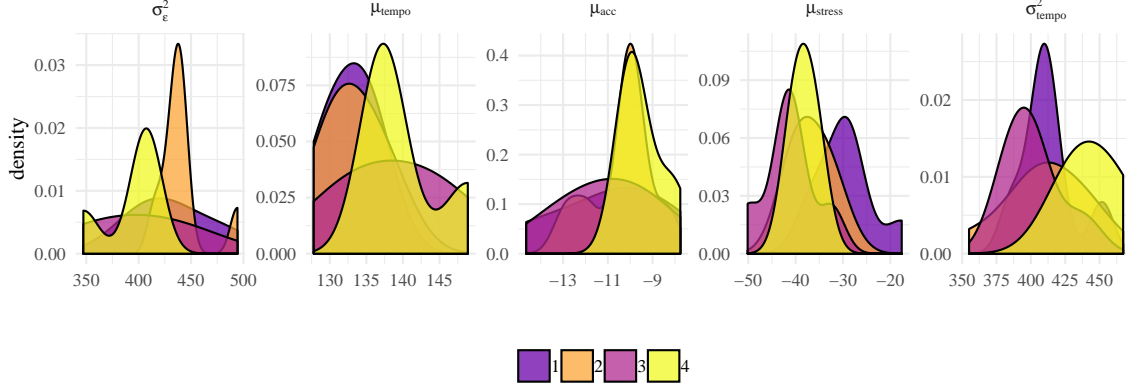 σ²ε μtempo μacc μstress σ²tempo
density
0.03 0.02 0.01 0.00
0.075 0.050 0.025 0.000
0.4 0.3 0.2 0.1 0.0
0.09 0.06 0.03 0.00
0.02 0.01 0.00
350 400 450 500 130 135 140 145 −13 −11 −9 −50 −40 −30 −20 350 375 400 425 450
1 2 3 4